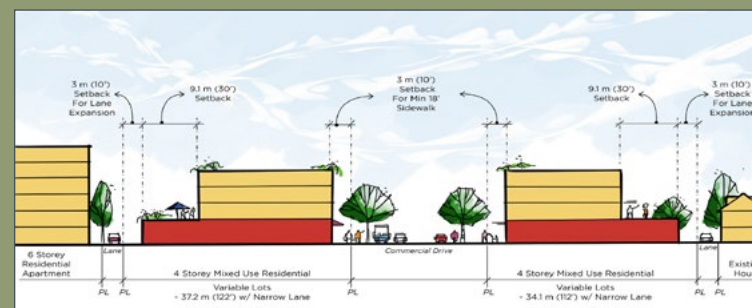 3 m (10')
Setback
For Lane
Expansion
9.1 m (30')
Setback
3 m (10')
Setback
For Min 18'
Sidewalk
9.1 m (30')
Setback
3 m (10')
Setback
For Lane
Expansion
6 Storey
Residential
Apartment
Lane
4 Storey Mixed Use Residential
Commercial Drive
4 Storey Mixed Use Residential
Lane
Existi
Hou
PL
PL
Variable Lots
- 37.2 m (122') w/ Narrow Lane
PL
PL
Variable Lots
- 34.1 m (112') w/ Narrow Lane
PL
PL